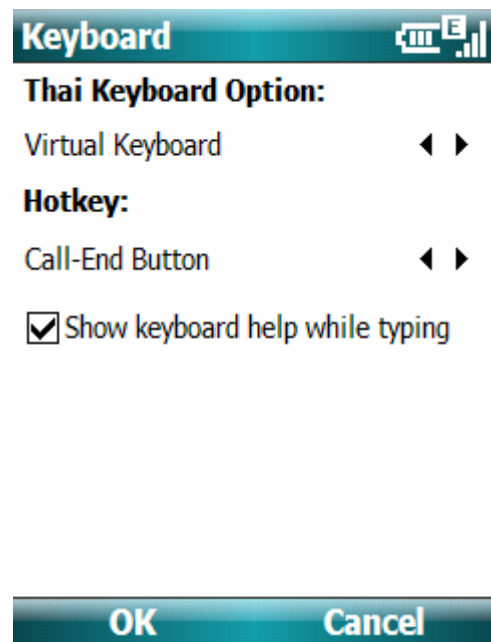 Keyboard
E
Thai Keyboard Option:
Virtual Keyboard
Hotkey:
Call-End Button
Show keyboard help while typing
OK Cancel